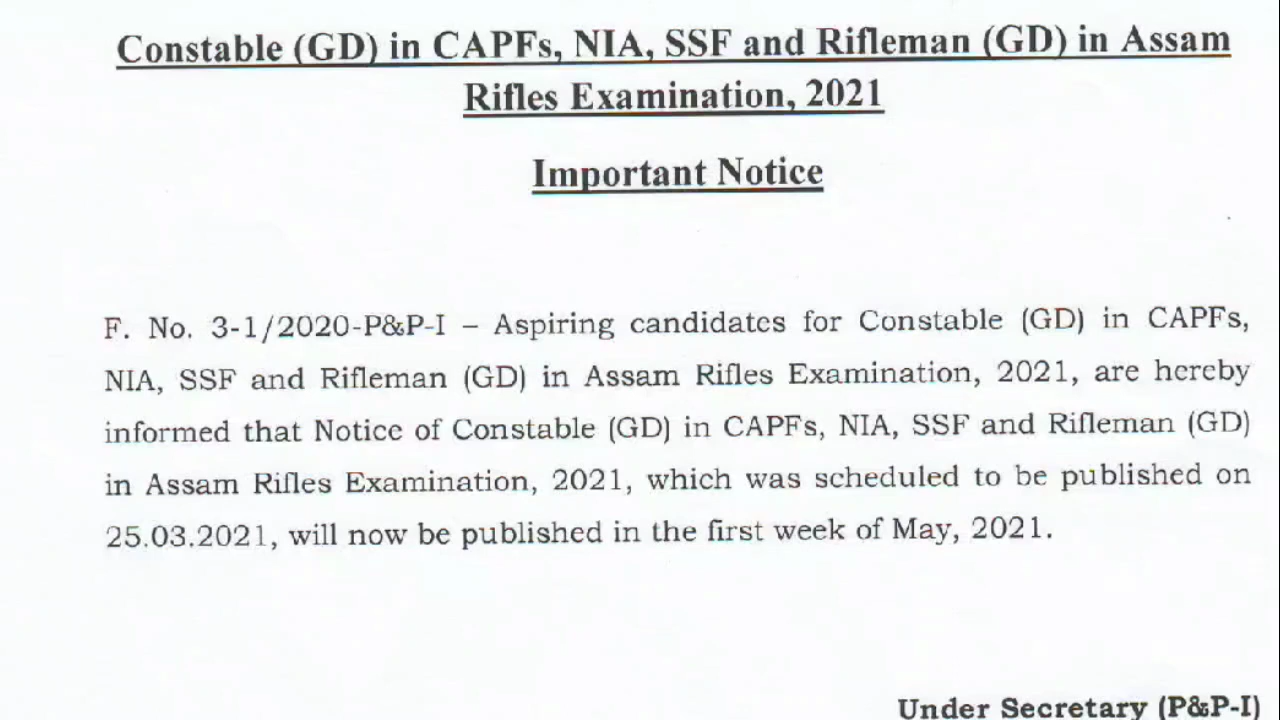 Constable (GD) in CAPFs, NIA, SSF and Rifleman (GD) in Assam
Rifles Examination, 2021
Important Notice
F. No. 3-1/2020-P&P-I – Aspiring candidates for Constable (GD) in CAPFs,
NIA, SSF and Rifleman (GD) in Assam Rifles Examination, 2021, are hereby
informed that Notice of Constable (GD) in CAPFs, NIA, SSF and Rifleman (GD)
in Assam Rifles Examination, 2021, which was scheduled to be published on
25.03.2021, will now be published in the first week of May, 2021.
Under Secretary (P&P-I)